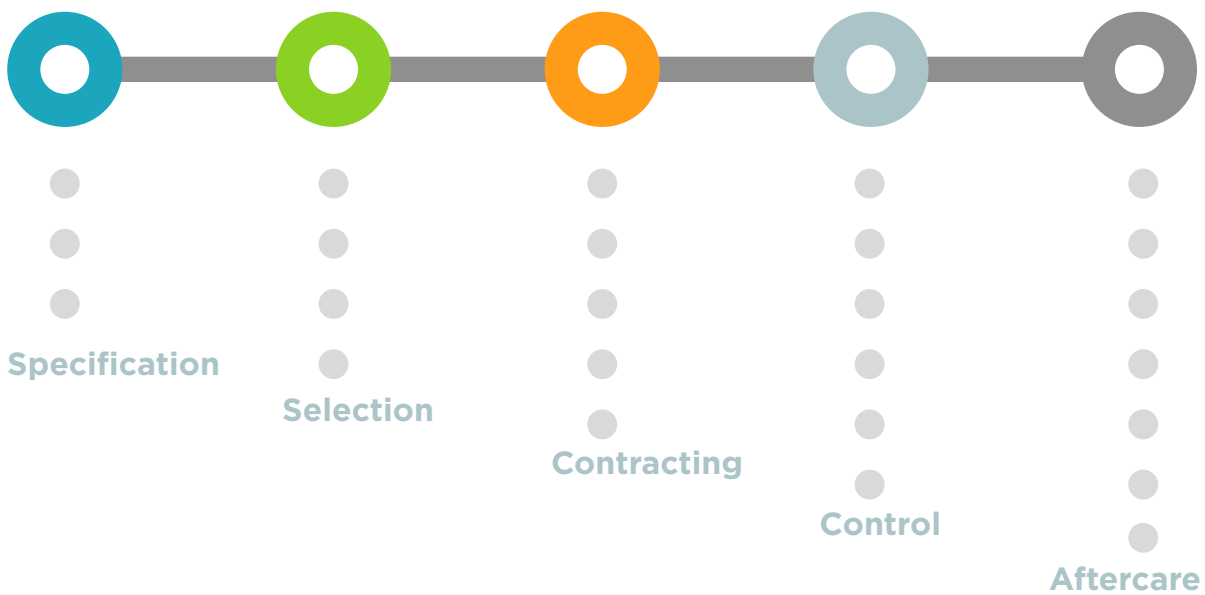 Specification
Selection
Contracting
Control
Aftercare